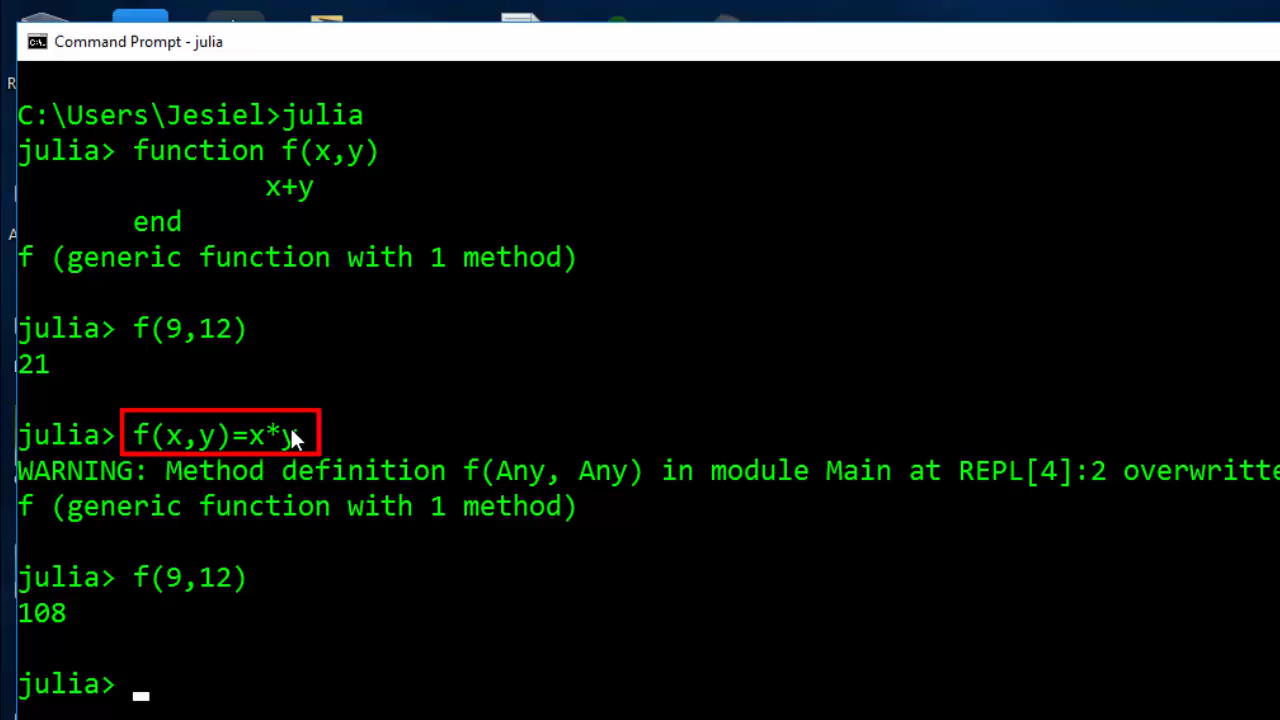 Command Prompt - julia
C:\Users\Jesiel>julia
julia> function f(x,y)
x+y
end
f (generic function with 1 method)
julia> f(9,12)
21
julia> f(x,y)=x*y
WARNING: Method definition f(Any, Any) in module Main at REPL[4]:2 overwritte
f (generic function with 1 method)
julia> f(9,12)
108
julia>